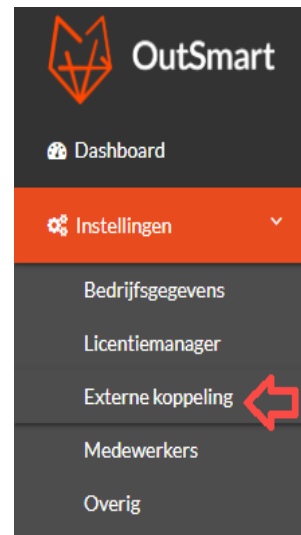 OutSmart
Dashboard
Instellingen
Bedrijfsgegevens
Licentiemanager
Externe koppeling
Medewerkers
Overig